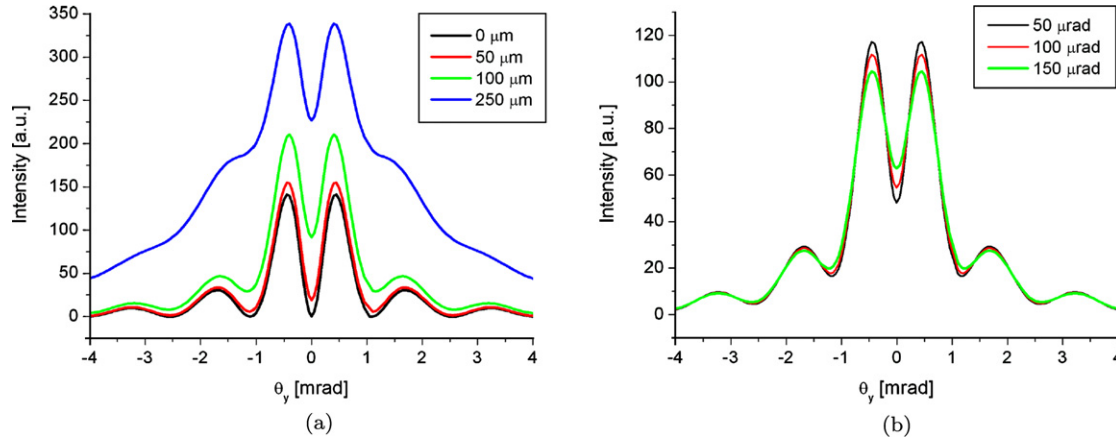 350
300
250
200
150
100
50
0
Intensity [a.u.]
0 μm
50 μm
100 μm
250 μm
-4 -3 -2 -1 0 1 2 3 4
θy [mrad]
(a)
120
100
80
60
40
20
0
Intensity [a.u.]
50 μrad
100 μrad
150 μrad
-4 -3 -2 -1 0 1 2 3 4
θy [mrad]
(b)